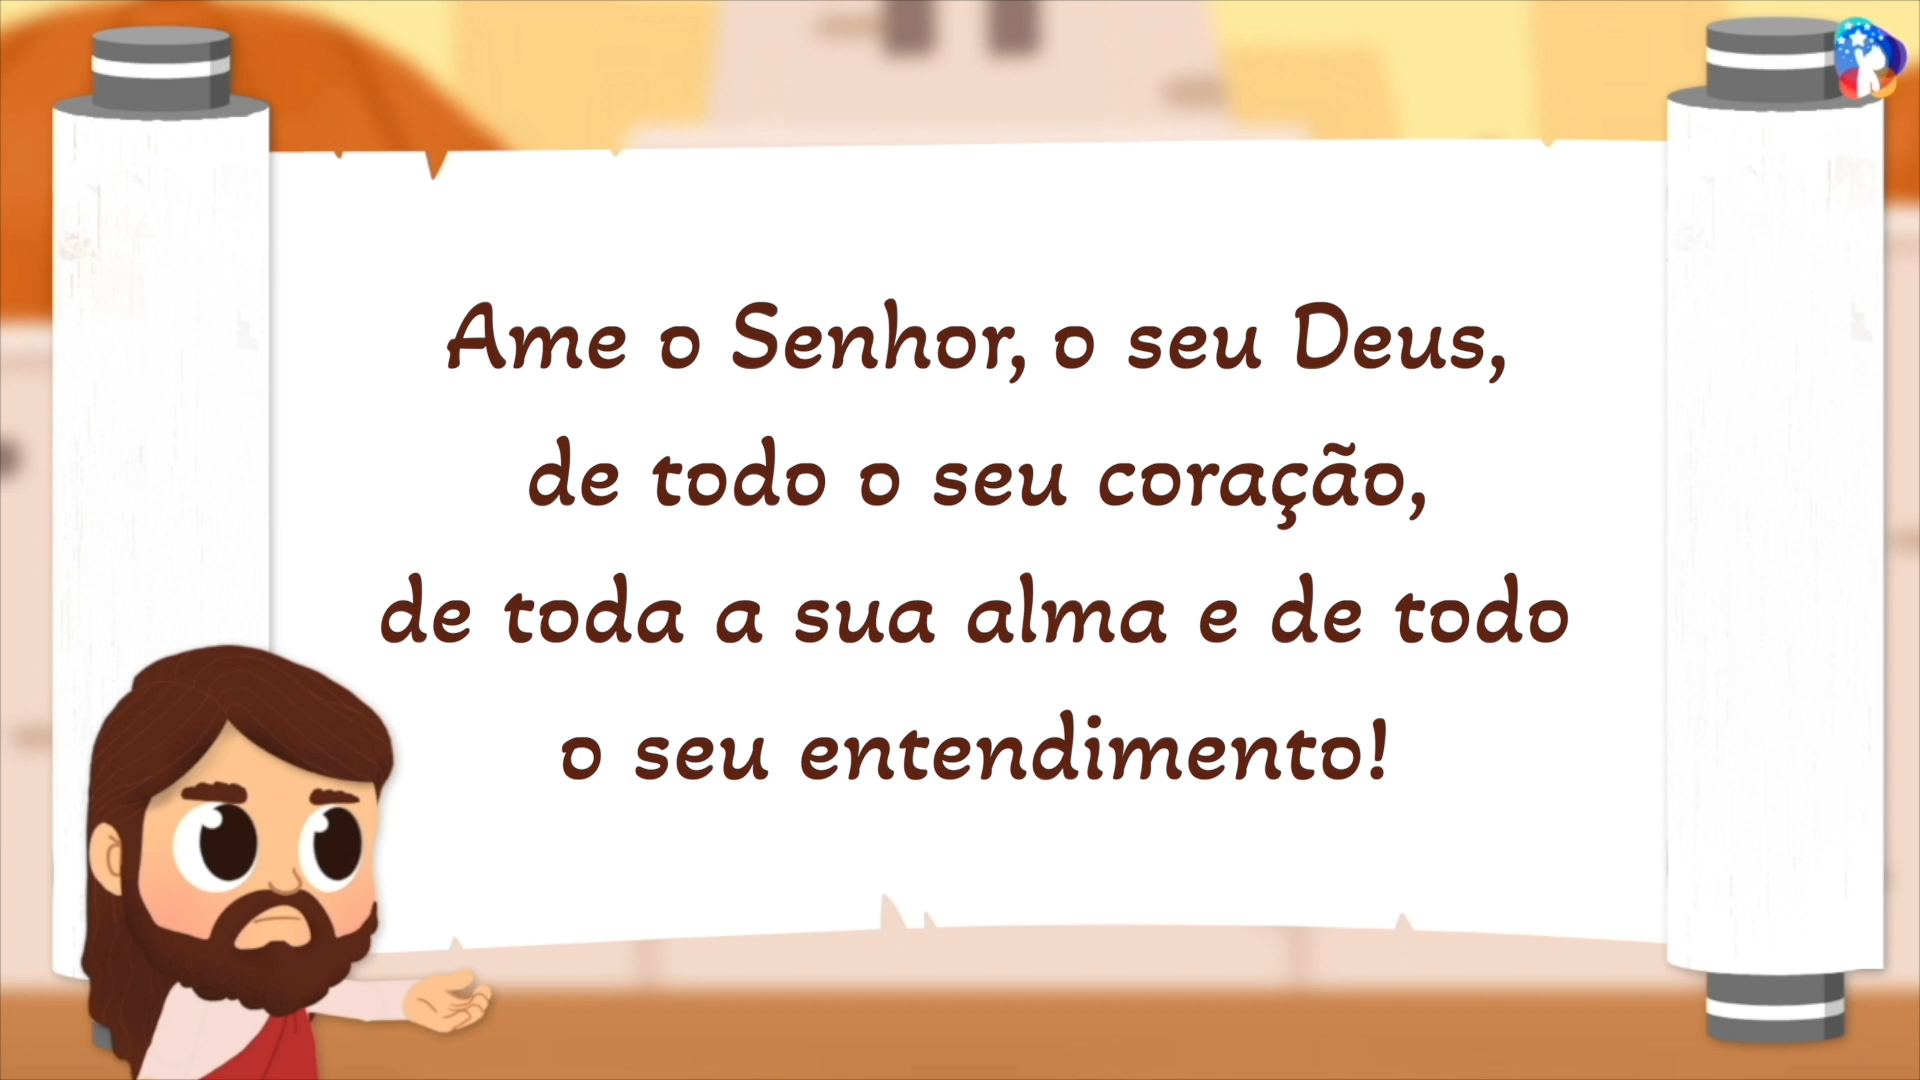 Ame o Senhor, o seu Deus,
de todo o seu coração,
de toda a sua alma e de todo
o seu entendimento!